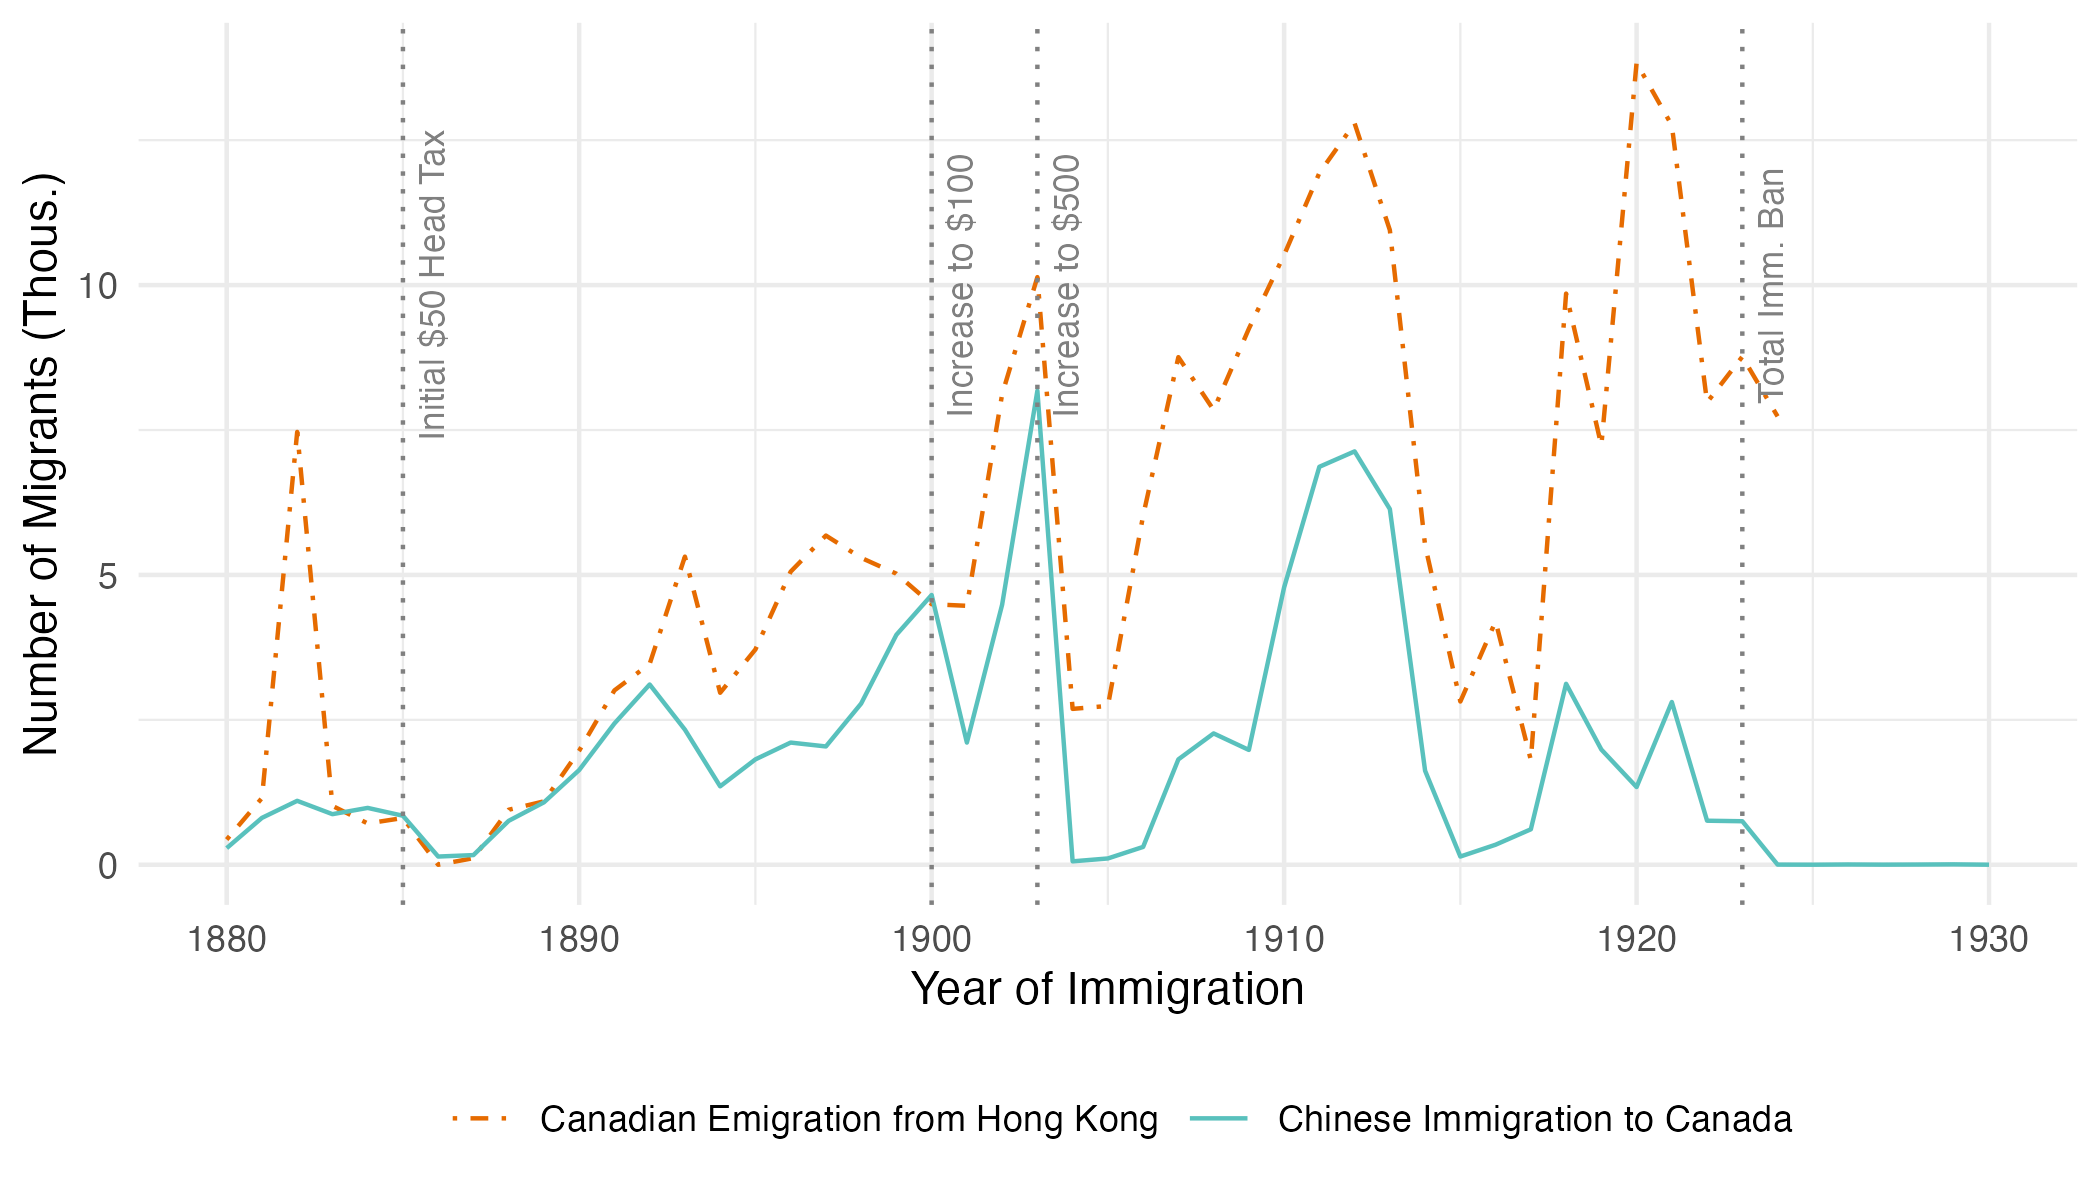 Number of Migrants (Thous.)
10
5
0
Initial $50 Head Tax
Increase to $100
Increase to $500
Total Imm. Ban
1880 1890 1900 1910 1920 1930
Year of Immigration
Canadian Emigration from Hong Kong Chinese Immigration to Canada